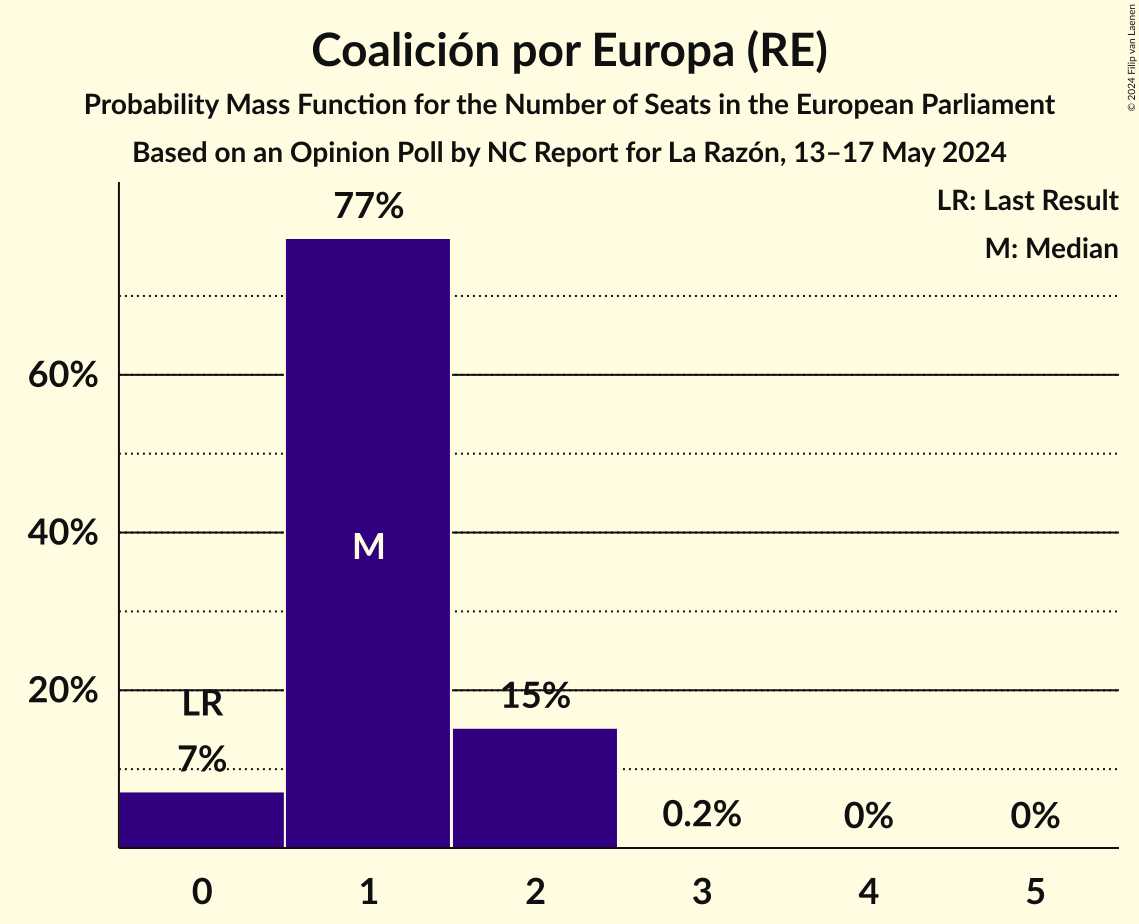 Coalición por Europa (RE)
Probability Mass Function for the Number of Seats in the European Parliament
Based on an Opinion Poll by NC Report for La Razón, 13–17 May 2024
© 2024 Filip van Laenen
LR: Last Result
M: Median
77%
60%
40%
M
20%
LR
15%
7%
0.2%
0%
0%
0
1
2
3
4
5